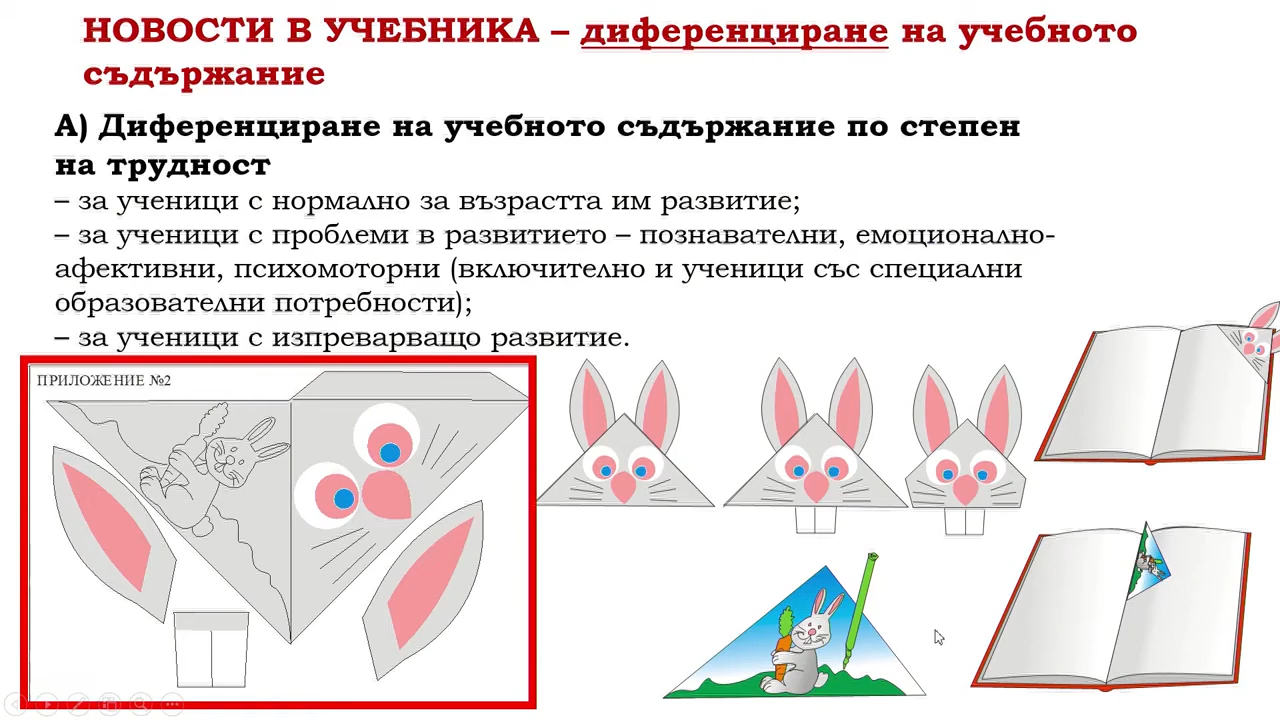 НОВОСТИ В УЧЕБНИКА – диференциране на учебното
съдържание
А) Диференциране на учебното съдържание по степен
на трудност
– за ученици с нормално за възрастта им развитие;
– за ученици с проблеми в развитието – познавателни, емоционално-
афективни, психомоторни (включително и ученици със специални
образователни потребности);
– за ученици с изпреварващо развитие.
ПРИЛОЖЕНИЕ №2